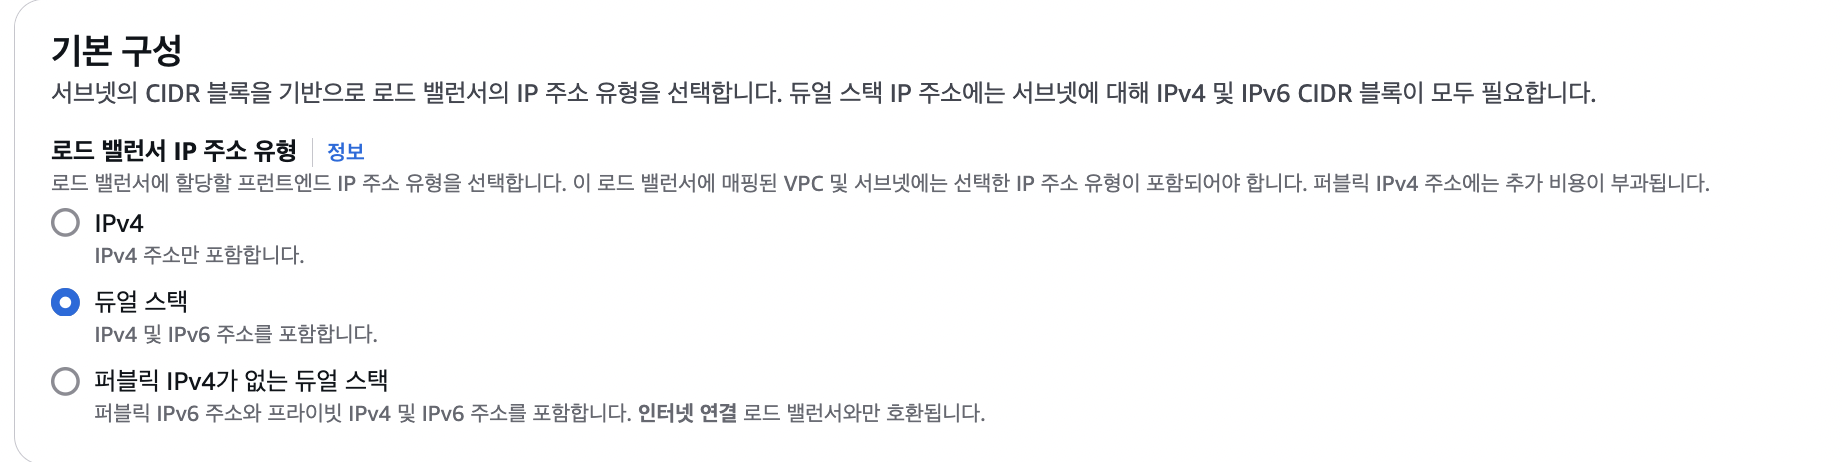 기본 구성
서브넷의 CIDR 블록을 기반으로 로드 밸런서의 IP 주소 유형을 선택합니다. 듀얼 스택 IP 주소에는 서브넷에 대해 IPv4 및 IPv6 CIDR 블록이 모두 필요합니다.
로드 밸런서 IP 주소 유형 정보
로드 밸런서에 할당할 프런트엔드 IP 주소 유형을 선택합니다. 이 로드 밸런서에 매핑된 VPC 및 서브넷에는 선택한 IP 주소 유형이 포함되어야 합니다. 퍼블릭 IPv4 주소에는 추가 비용이 부과됩니다.
IPv4
IPv4 주소만 포함합니다.
듀얼 스택
IPv4 및 IPv6 주소를 포함합니다.
퍼블릭 IPv4가 없는 듀얼 스택
퍼블릭 IPv6 주소와 프라이빗 IPv4 및 IPv6 주소를 포함합니다. 인터넷 연결 로드 밸런서와만 호환됩니다.